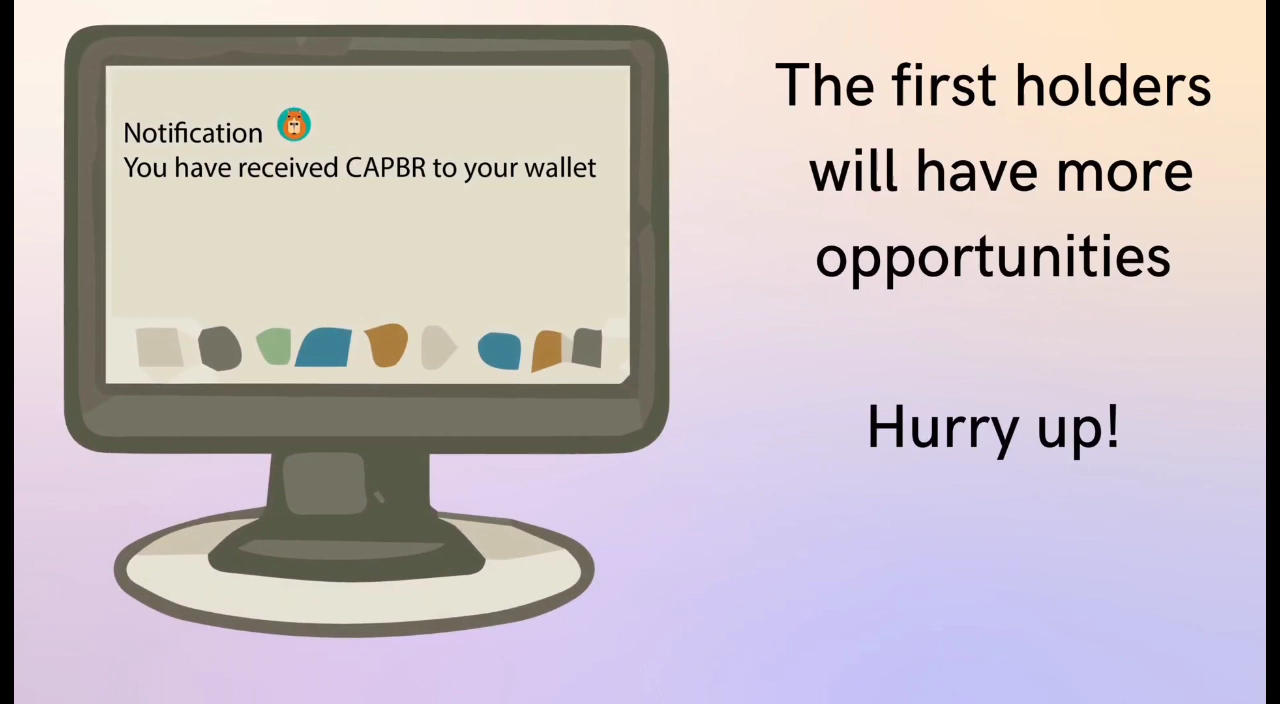 Notification
You have received CAPBR to your wallet
The first holders
will have more
opportunities
Hurry up!